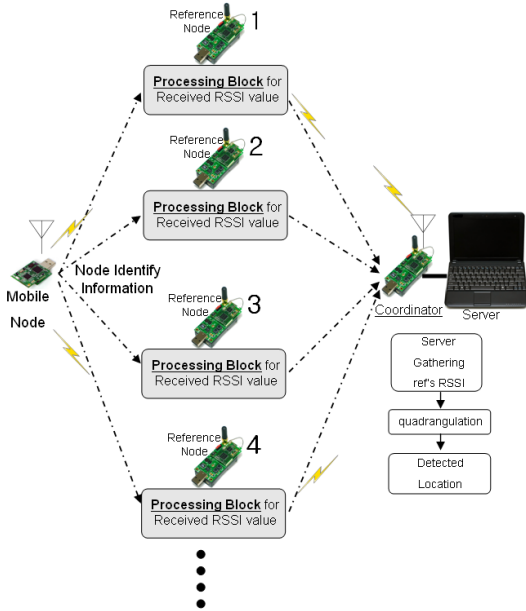 Reference
Node
1
Processing Block for
Received RSSI value
Reference
Node
2
Processing Block for
Received RSSI value
Node Identify
Information
Mobile
Node
Reference
Node
3
Processing Block for
Received RSSI value
Reference
Node
4
Processing Block for
Received RSSI value
Coordinator
Server
Server
Gathering
ref's RSSI
quadrangulation
Detected
Location